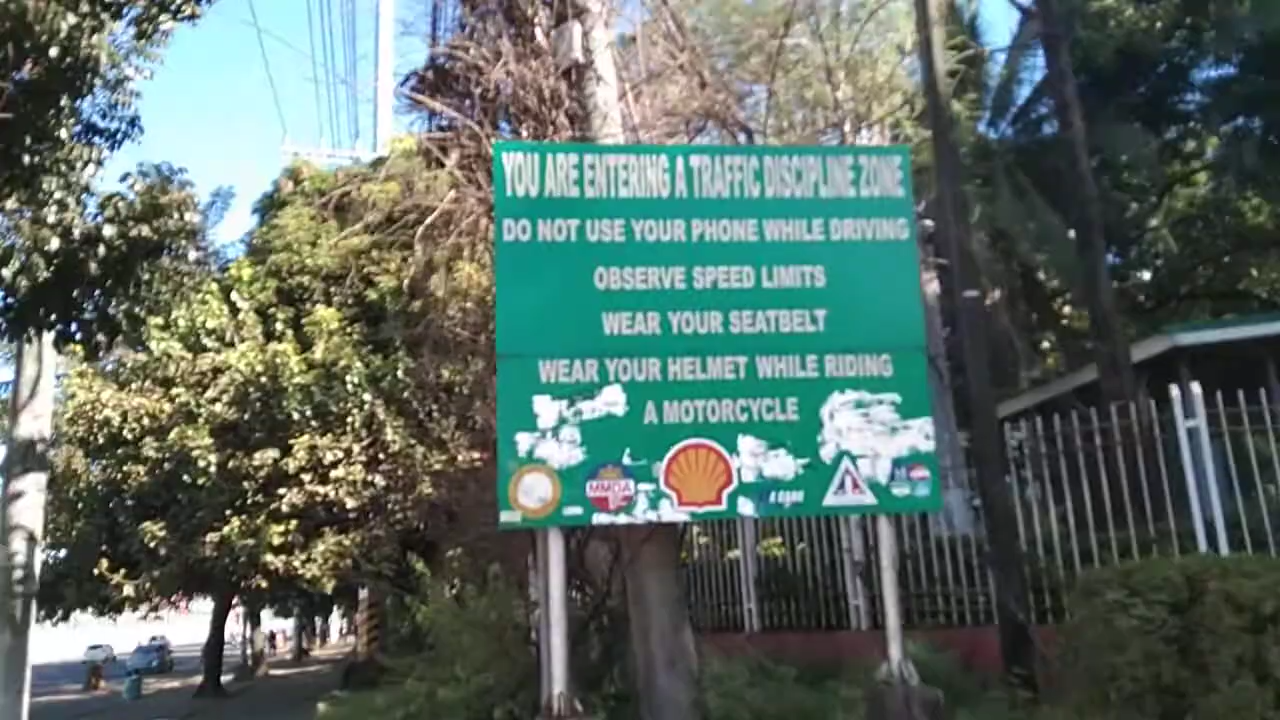 YOU ARE ENTERING A TRAFFIC DISCIPLINE ZONE
DO NOT USE YOUR PHONE WHILE DRIVING
OBSERVE SPEED LIMITS
WEAR YOUR SEATBELT
WEAR YOUR HELMET WHILE RIDING
A MOTORCYCLE
MMDA